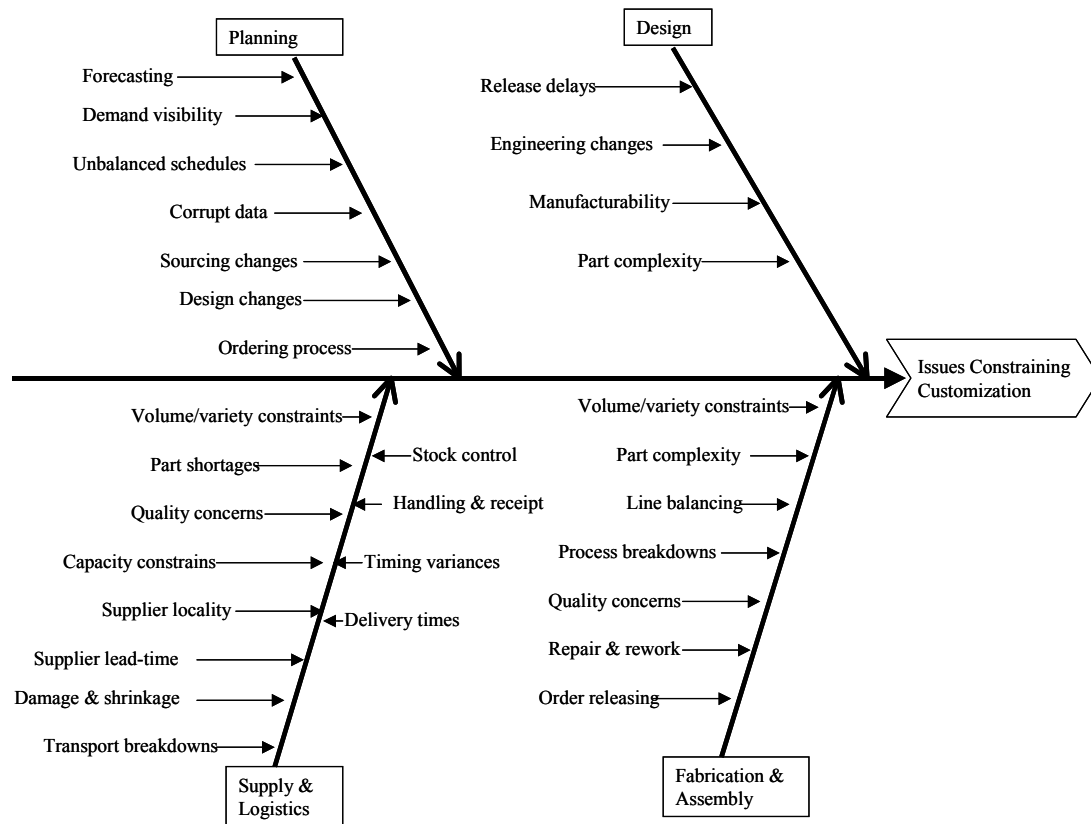 Planning
Forecasting
Demand visibility
Unbalanced schedules
Corrupt data
Sourcing changes
Design changes
Ordering process
Design
Release delays
Engineering changes
Manufacturability
Part complexity
Issues Constraining
Customization
Volume/variety constraints
Part shortages
Quality concerns
Capacity constrains
Supplier locality
Supplier lead-time
Damage & shrinkage
Transport breakdowns
Stock control
Handling & receipt
Timing variances
Delivery times
Supply &
Logistics
Volume/variety constraints
Part complexity
Line balancing
Process breakdowns
Quality concerns
Repair & rework
Order releasing
Fabrication &
Assembly